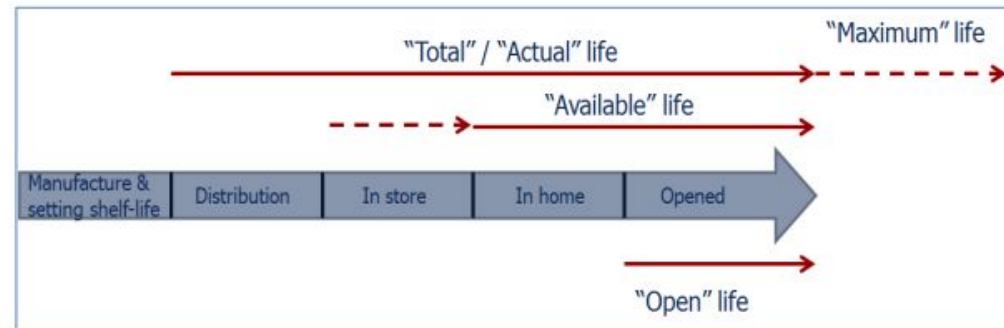 “Maximum” life
“Total” / “Actual” life
“Available” life
Manufacture &
setting shelf-life
Distribution
In store
In home
Opened
“Open” life